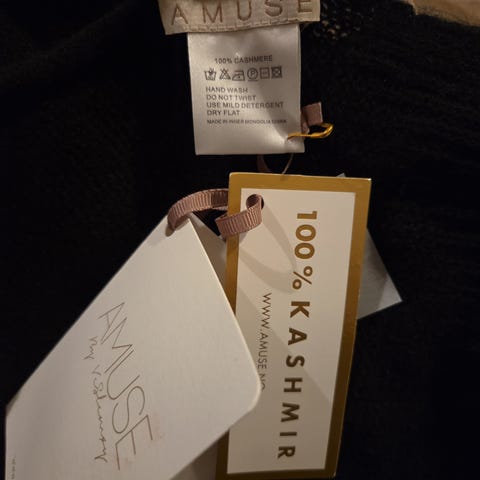 AMUSE
100% CASHMERE
HAND WASH
DO NOT TWIST
USE MILD DETERGENT
DRY FLAT
MADE IN INNER MONGOLIA CHINA
100% KASHMIR
WWW.AMUSE.NO
AMUSE